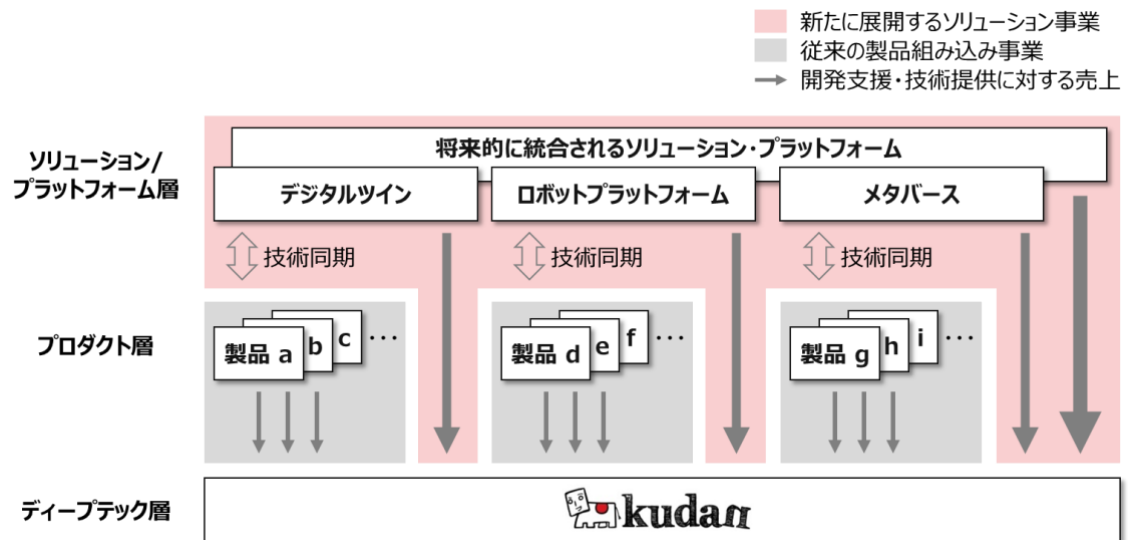 新たに展開するソリューション事業
従来の製品組み込み事業
開発支援・技術提供に対する売上
ソリューション/
プラットフォーム層
将来的に統合されるソリューション・プラットフォーム
デジタルツイン
ロボットプラットフォーム
メタバース
技術同期
技術同期
技術同期
プロダクト層
製品 a
b
c
・・・
製品 d
e
f
・・・
製品 g
h
i
・・・
ディープテック層
kudan